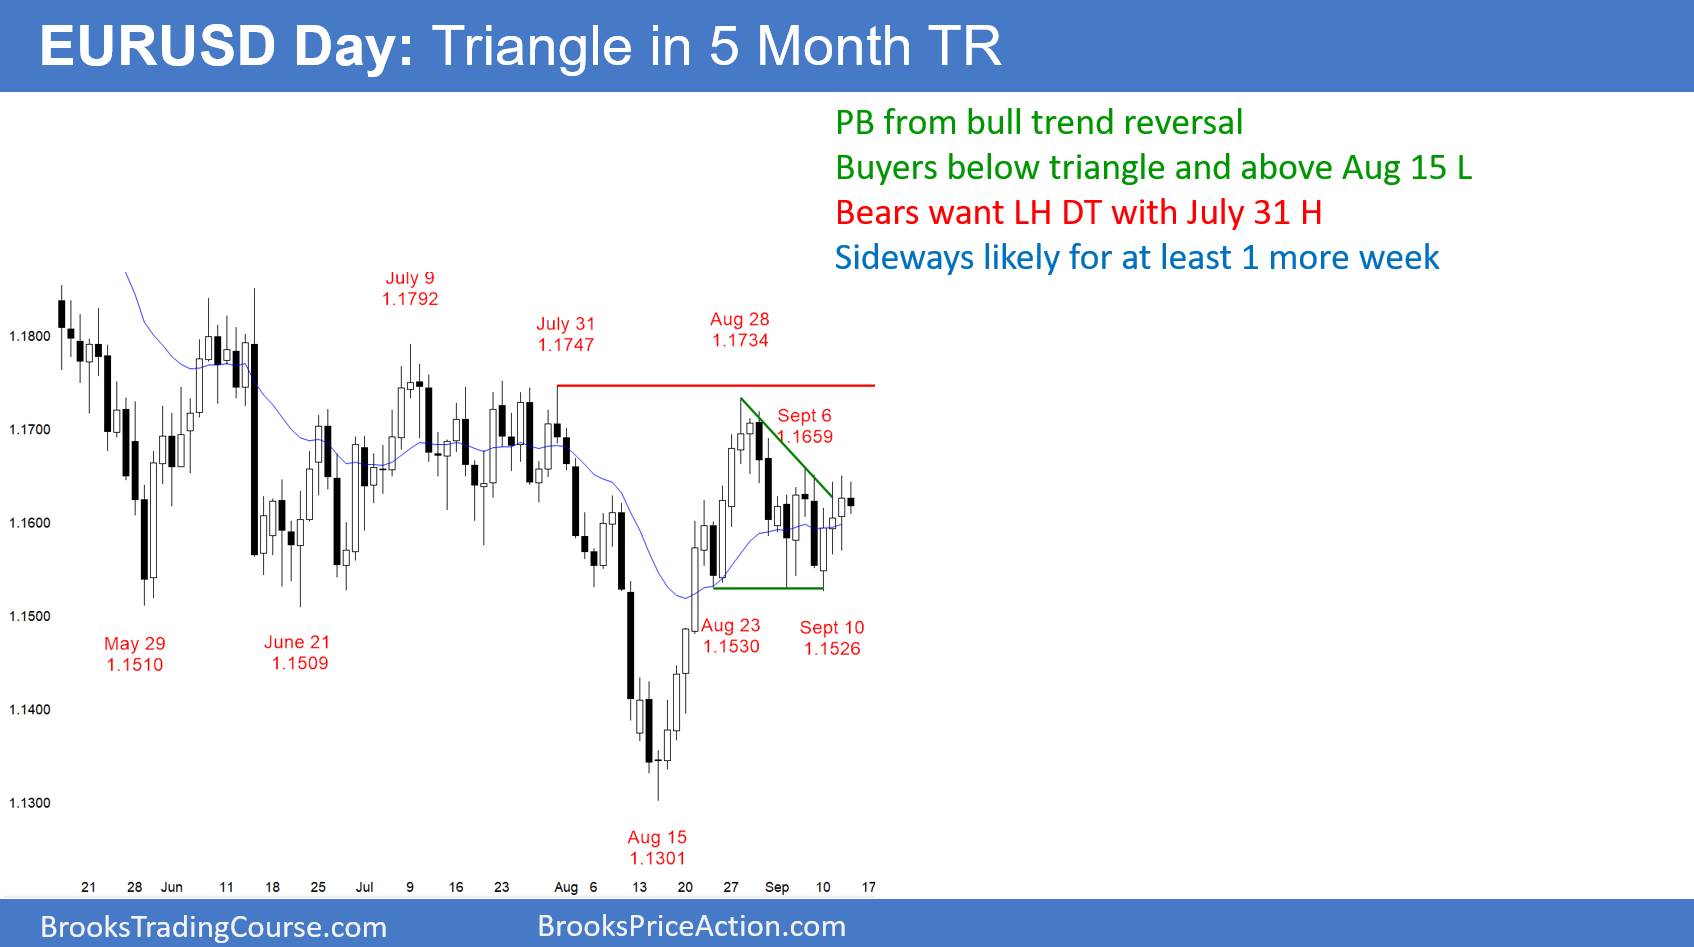 EURUSD Day: Triangle in 5 Month TR
PB from bull trend reversal
Buyers below triangle and above Aug 15 L
Bears want LH DT with July 31 H
Sideways likely for at least 1 more week
July 9
1.1792
July 31
1.1747
Aug 28
1.1734
Sept 6
1.1659
1.1800
1.1700
1.1600
1.1500
1.1400
1.1300
May 29
1.1510
June 21
1.1509
Aug 23
1.1530
Sept 10
1.1526
Aug 15
1.1301
21 28 Jun 11 18 25 Jul 9 16 23 Aug 6 13 20 27 Sep 10 17
BrooksTradingCourse.com
BrooksPriceAction.com